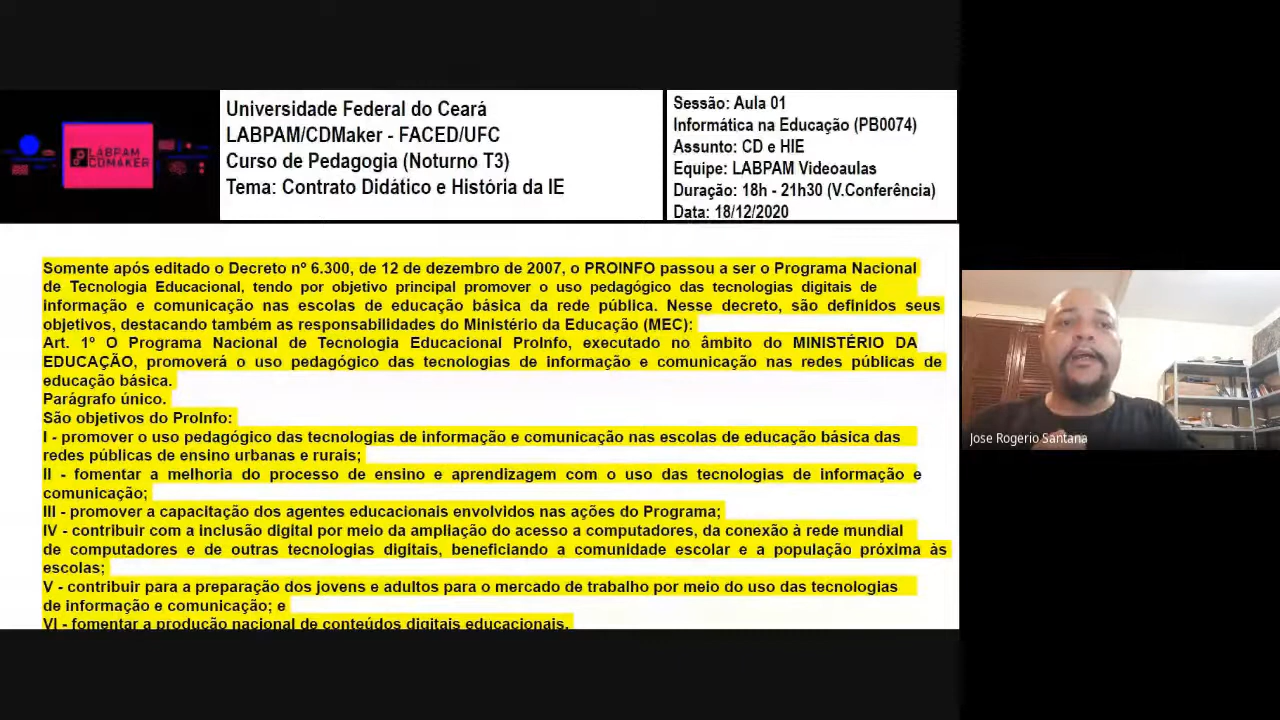 LABPAM
CDMAKER
Universidade Federal do Ceará
LABPAM/CDMaker - FACED/UFC
Curso de Pedagogia (Noturno T3)
Tema: Contrato Didático e História da IE
Sessão: Aula 01
Informática na Educação (PB0074)
Assunto: CD e HIE
Equipe: LABPAM Videoaulas
Duração: 18h - 21h30 (V.Conferência)
Data: 18/12/2020
Somente após editado o Decreto nº 6.300, de 12 de dezembro de 2007, o PROINFO passou a ser o Programa Nacional
de Tecnologia Educacional, tendo por objetivo principal promover o uso pedagógico das tecnologias digitais de
informação e comunicação nas escolas de educação básica da rede pública. Nesse decreto, são definidos seus
objetivos, destacando também as responsabilidades do Ministério da Educação (MEC):
Art. 1º O Programa Nacional de Tecnologia Educacional ProInfo, executado no âmbito do MINISTÉRIO DA
EDUCAÇÃO, promoverá o uso pedagógico das tecnologias de informação e comunicação nas redes públicas de
educação básica.
Parágrafo único.
São objetivos do ProInfo:
I - promover o uso pedagógico das tecnologias de informação e comunicação nas escolas de educação básica das
redes públicas de ensino urbanas e rurais;
II - fomentar a melhoria do processo de ensino e aprendizagem com o uso das tecnologias de informação e
comunicação;
III - promover a capacitação dos agentes educacionais envolvidos nas ações do Programa;
IV - contribuir com a inclusão digital por meio da ampliação do acesso a computadores, da conexão à rede mundial
de computadores e de outras tecnologias digitais, beneficiando a comunidade escolar e a população próxima às
escolas;
V - contribuir para a preparação dos jovens e adultos para o mercado de trabalho por meio do uso das tecnologias
de informação e comunicação; e
VI - fomentar a produção nacional de conteúdos digitais educacionais.
Jose Rogerio Santana